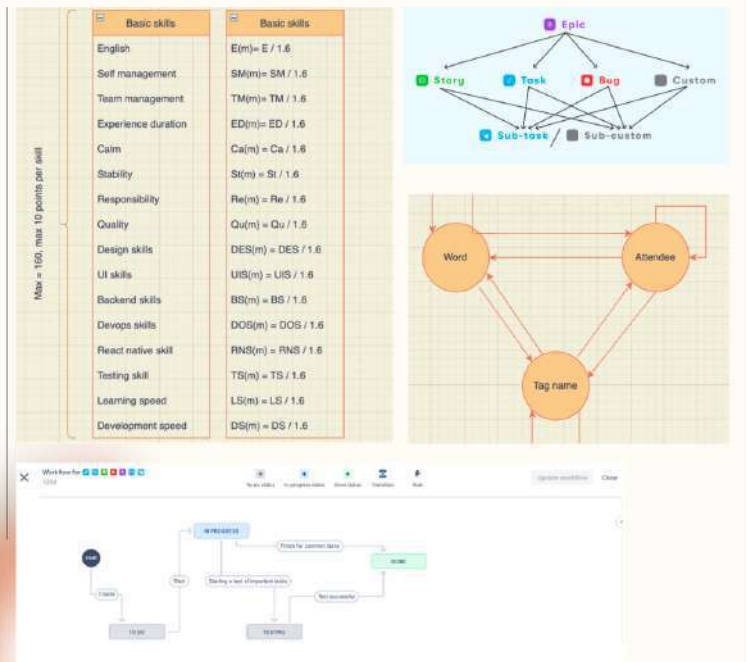 Max = 160, max 10 points per skill
Basic skills
English
Self management
Team management
Experience duration
Calm
Stability
Responsibility
Quality
Design skills
UI skills
Backend skills
Devops skills
React native skill
Testing skill
Learning speed
Development speed
Basic skills
E(m)= E / 1.6
SM(m)= SM / 1.6
TM(m)= TM / 1.6
ED(m)= ED / 1.6
Ca(m) = Ca / 1.6
St(m) = St / 1.6
Re(m) = Re / 1.6
Qu(m) = Qu / 1.6
DES(m) = DES / 1.6
UIS(m) = UIS / 1.6
BS(m) = BS / 1.6
DOS(m) = DOS / 1.6
RNS(m) = RNS / 1.6
TS(m) = TS / 1.6
LS(m) = LS / 1.6
DS(m) = DS / 1.6
Epic
Story Task Bug Custom
Sub-task / Sub-custom
Word Attendee
Tag name
Workflow for
Update workflow Close
IN PROGRESS
Finish for common tasks
START
DONE
Start
Starting a test of important tasks
Create
Test successful
TO DO
TESTING